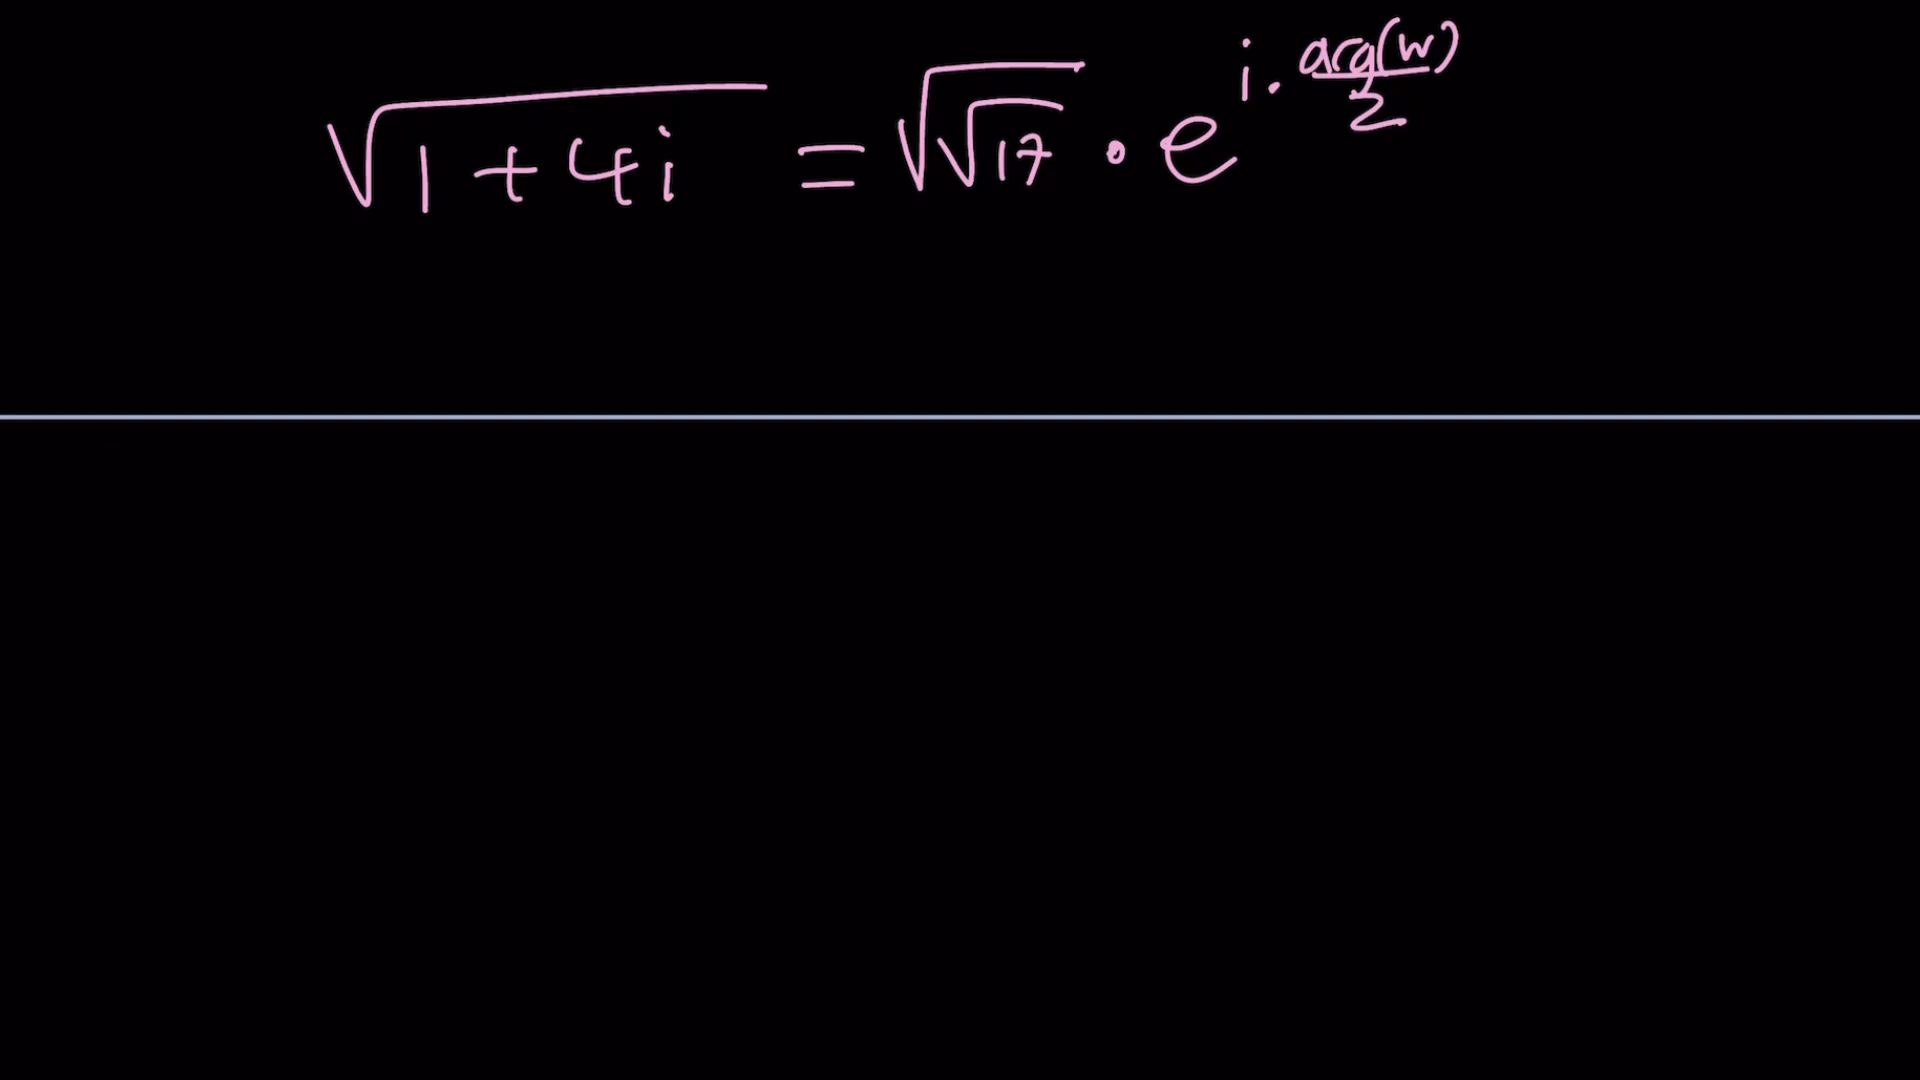 √(1 + 4i) = √(√17) · e^(i · arg(w)/2)